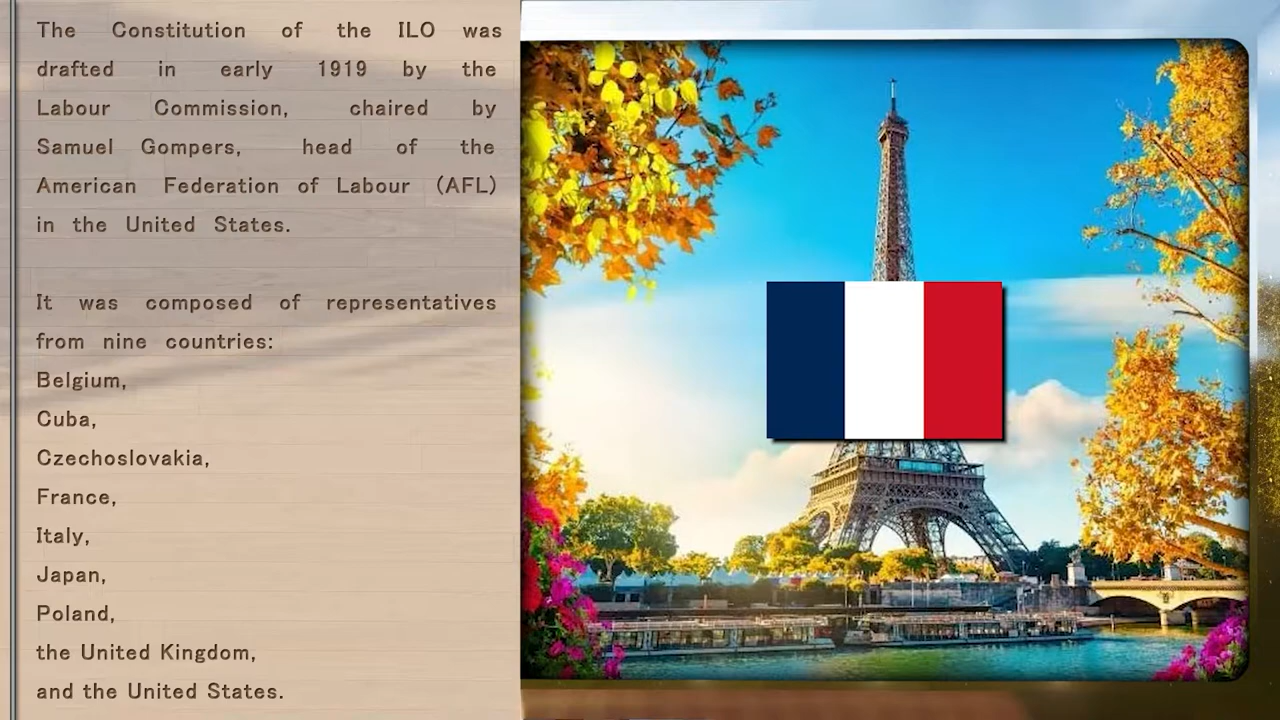 The Constitution of the ILO was
drafted in early 1919 by the
Labour Commission, chaired by
Samuel Gompers, head of the
American Federation of Labour (AFL)
in the United States.
It was composed of representatives
from nine countries:
Belgium,
Cuba,
Czechoslovakia,
France,
Italy,
Japan,
Poland,
the United Kingdom,
and the United States.